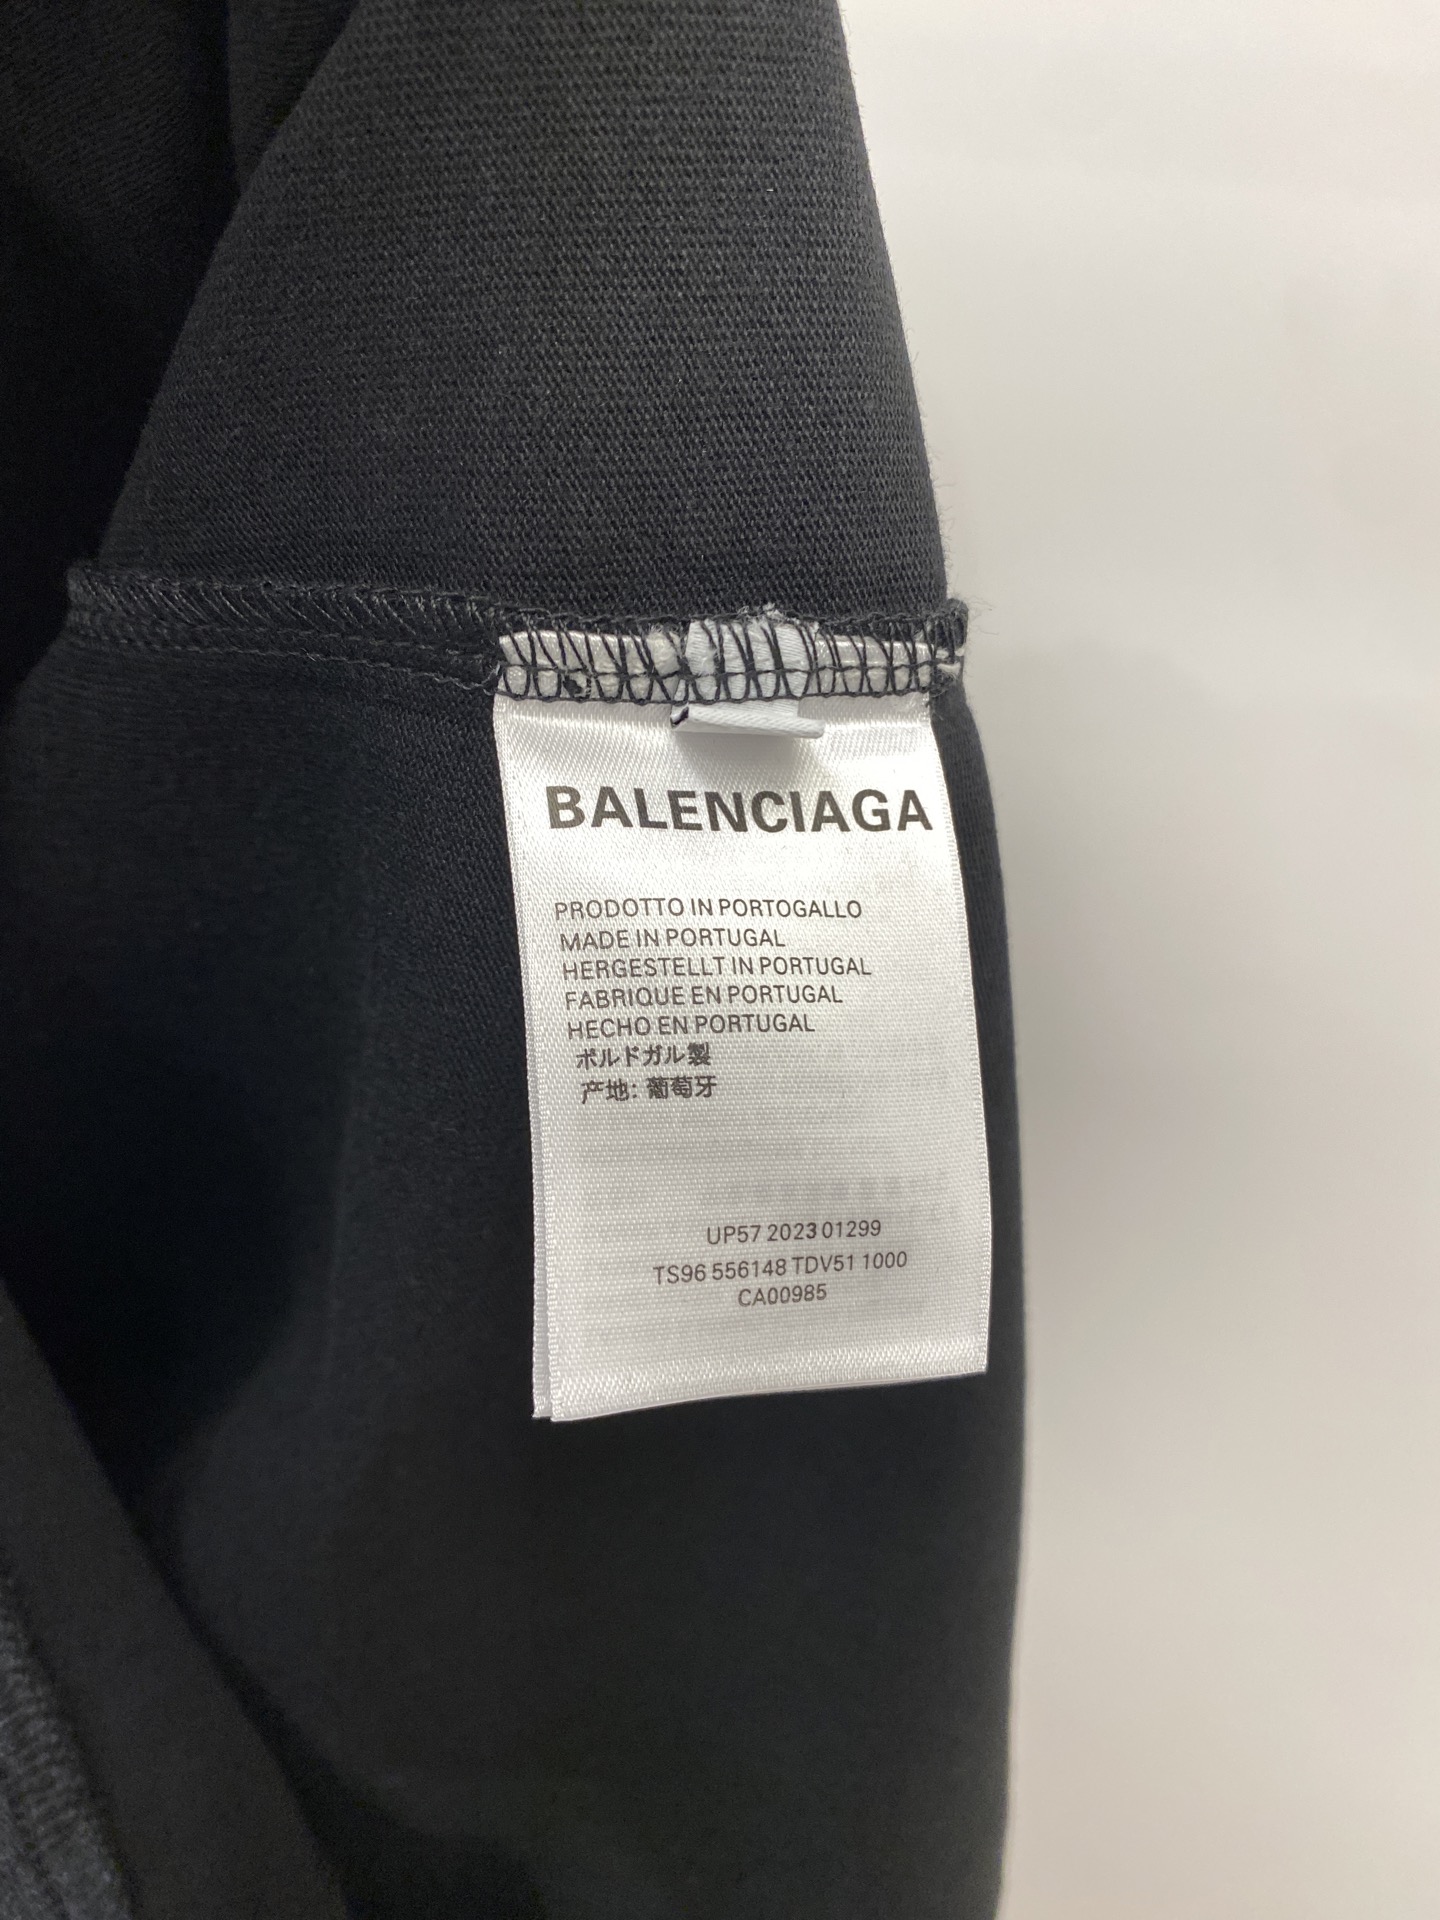 BALENCIAGA
PRODOTTO IN PORTOGALLO
MADE IN PORTUGAL
HERGESTELLT IN PORTUGAL
FABRIQUE EN PORTUGAL
HECHO EN PORTUGAL
ボルドガル製
产地: 葡萄牙
UP57 2023 01299
TS96 556148 TDV51 1000
CA00985